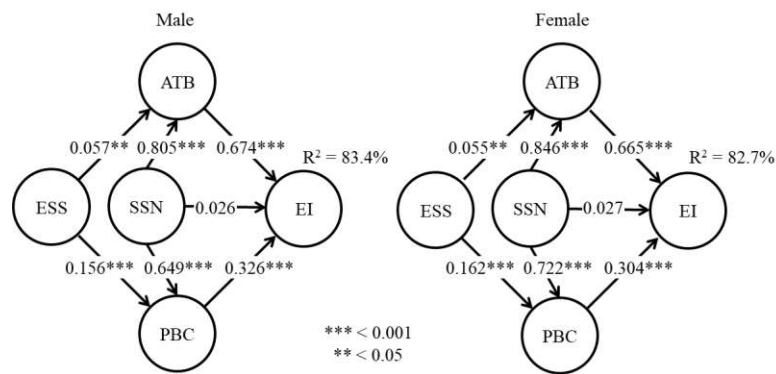 Male
ATB
0.057** 0.805*** 0.674***
R² = 83.4%
ESS SSN 0.026 EI
0.156*** 0.649*** 0.326***
PBC
Female
ATB
0.055** 0.846*** 0.665***
R² = 82.7%
ESS SSN 0.027 EI
0.162*** 0.722*** 0.304***
PBC
*** < 0.001
** < 0.05